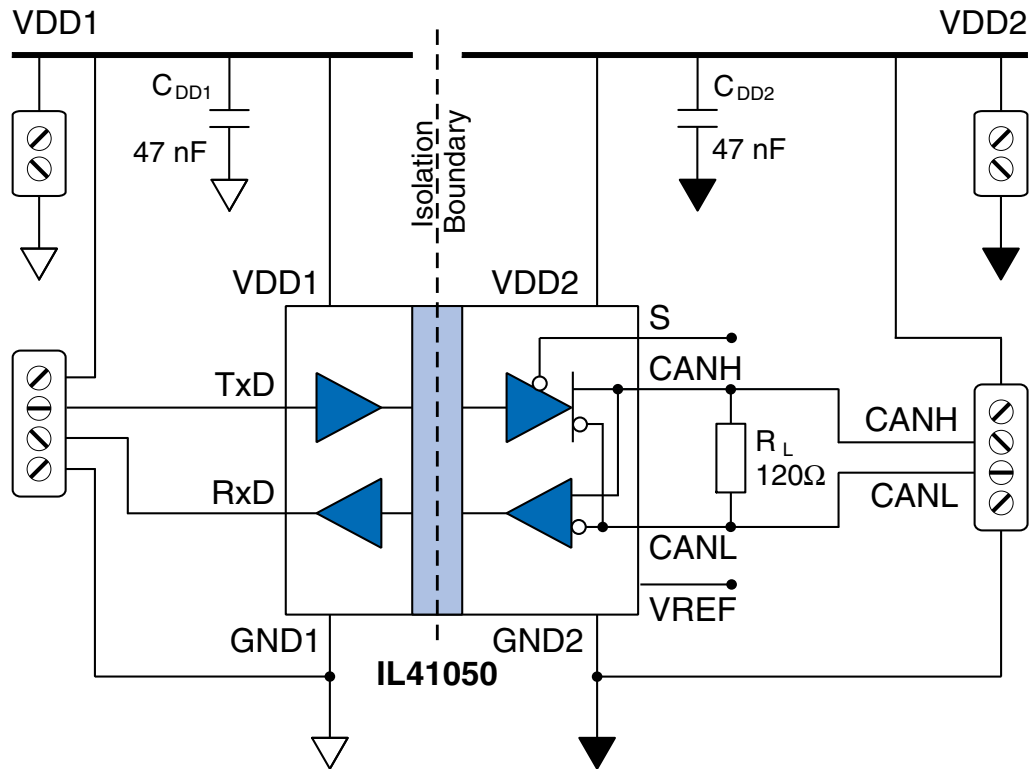 VDD1
VDD2
C DD1
47 nF
C DD2
47 nF
Isolation
Boundary
VDD1
VDD2
S
CANH
TxD
CANH
R L
120Ω
RxD
CANL
CANL
VREF
GND1
GND2
IL41050